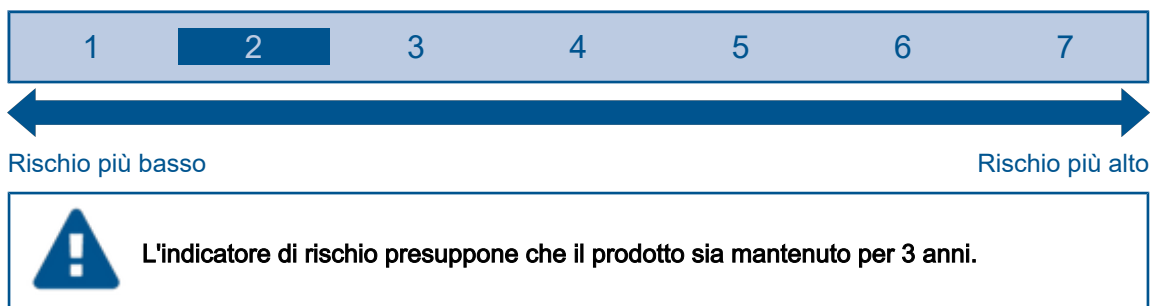 1 2 3 4 5 6 7
Rischio più basso Rischio più alto
L'indicatore di rischio presuppone che il prodotto sia mantenuto per 3 anni.